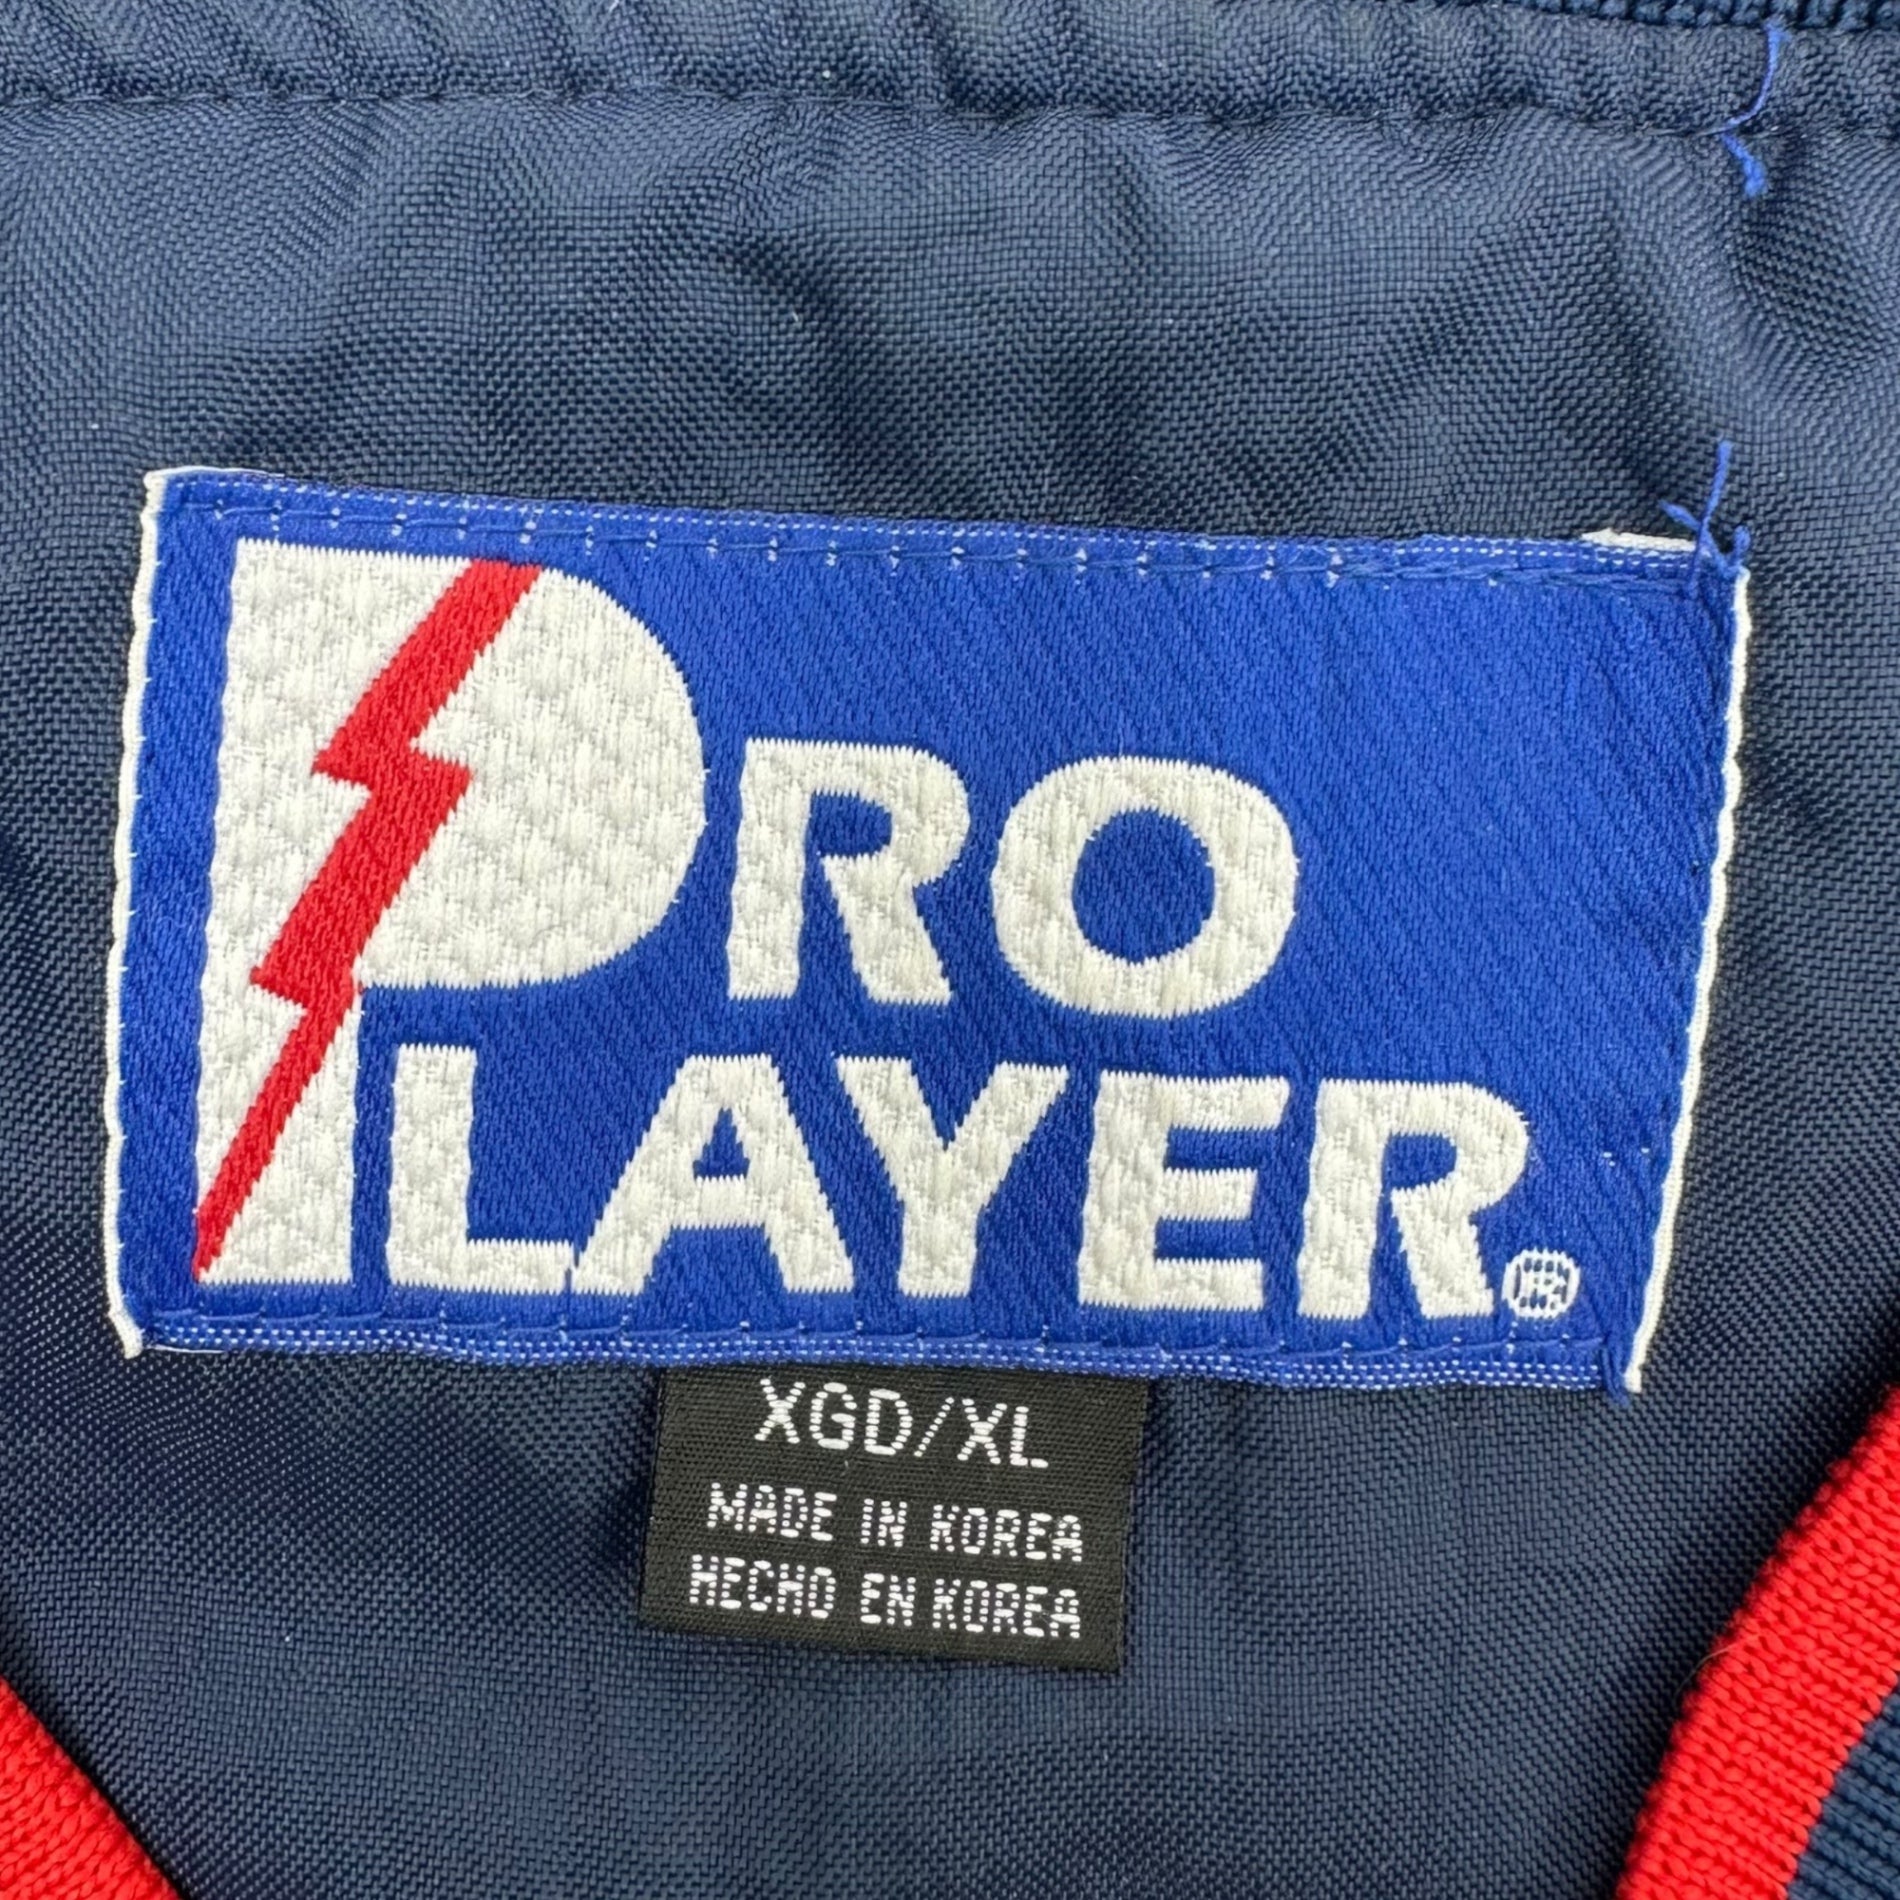 PRO
PLAYER®
XGD/XL
MADE IN KOREA
HECHO EN KOREA